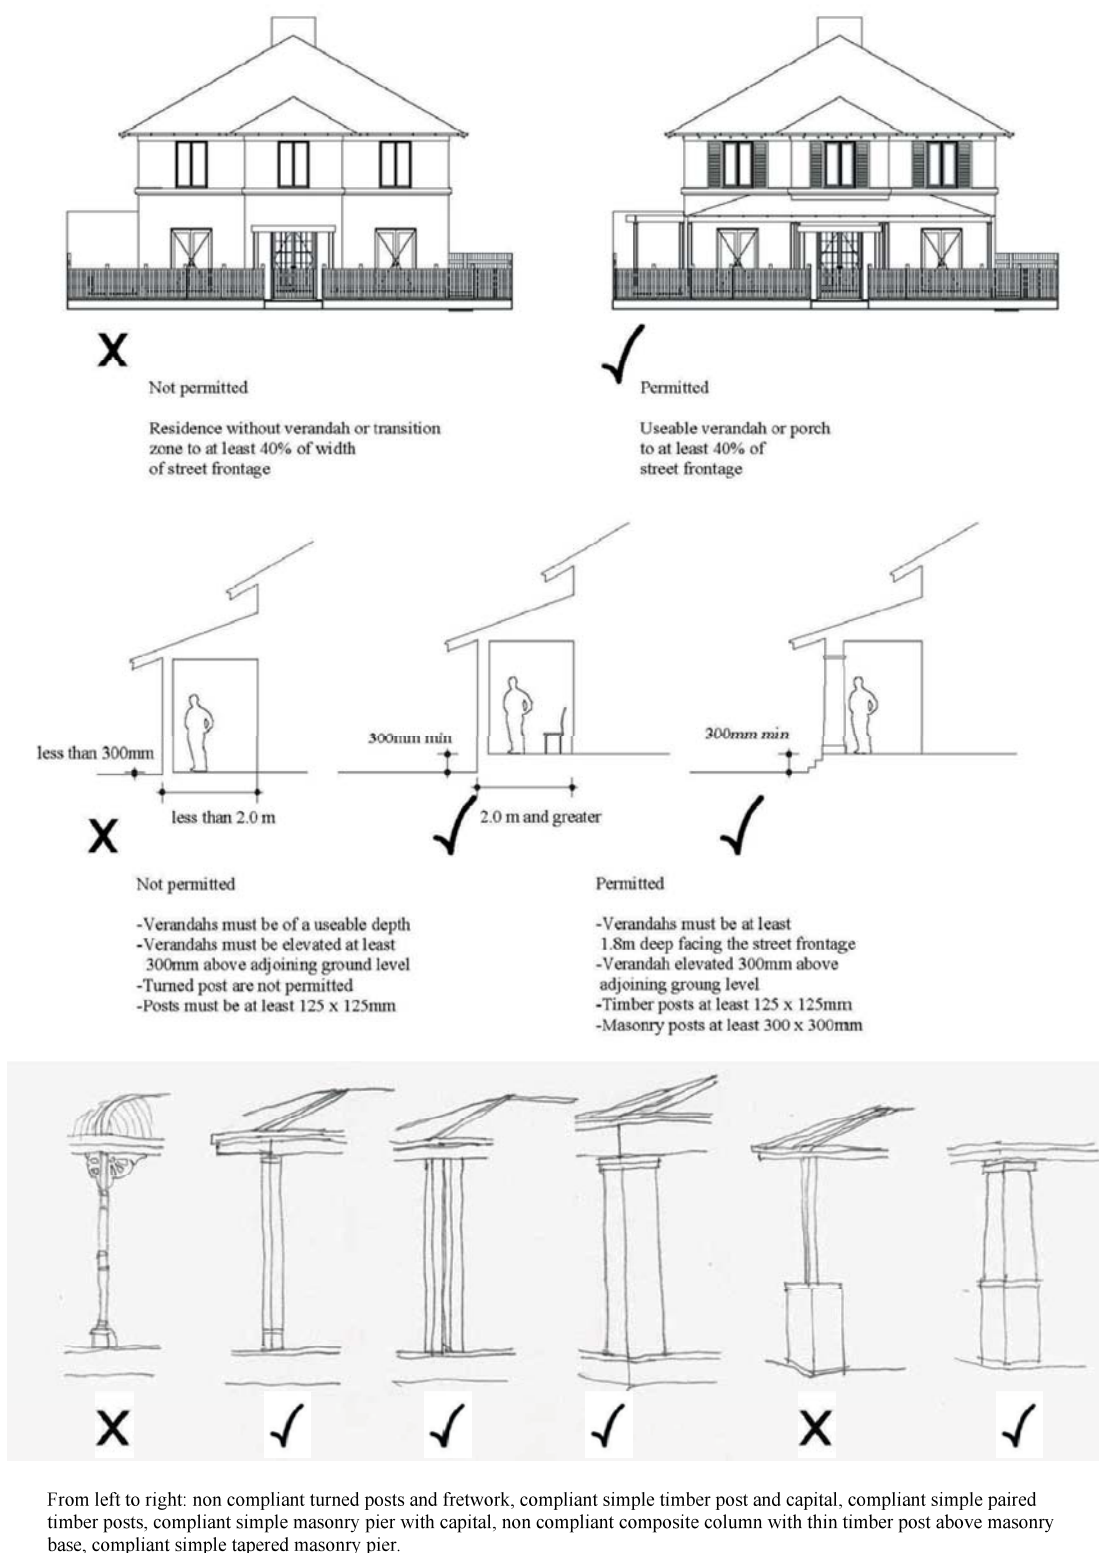 Not permitted
Residence without verandah or transition
zone to at least 40% of width
of street frontage
Permitted
Useable verandah or porch
to at least 40% of
street frontage
less than 300mm
less than 2.0 m
300mm min
2.0 m and greater
300mm min
Not permitted
-Verandahs must be of a useable depth
-Verandahs must be elevated at least
300mm above adjoining ground level
-Turned post are not permitted
-Posts must be at least 125 x 125mm
Permitted
-Verandahs must be at least
1.8m deep facing the street frontage
-Verandah elevated 300mm above
adjoining groung level
-Timber posts at least 125 x 125mm
-Masonry posts at least 300 x 300mm
From left to right: non compliant turned posts and fretwork, compliant simple timber post and capital, compliant simple paired
timber posts, compliant simple masonry pier with capital, non compliant composite column with thin timber post above masonry
base, compliant simple tapered masonry pier.